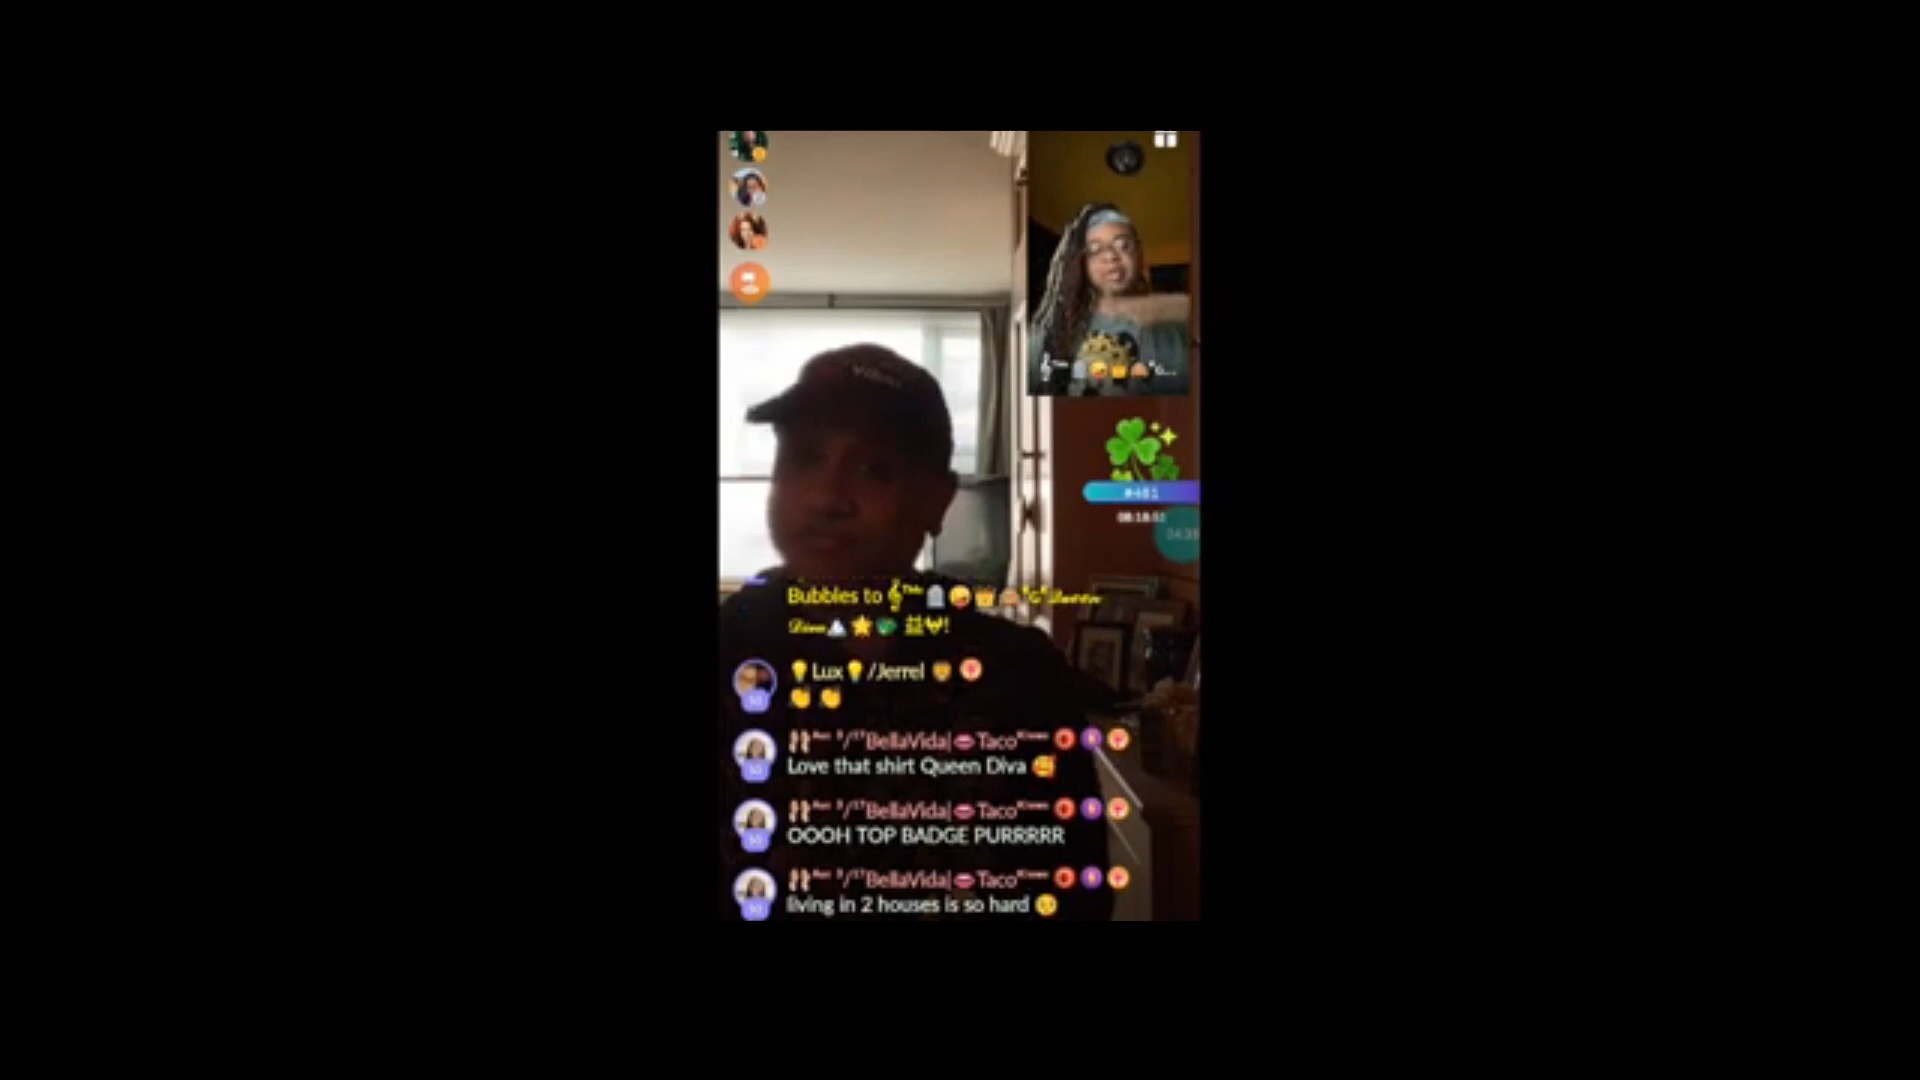 #481
Bubbles to
💡Lux💡/Jerrel
👏 👏
BellaVida|👄Taco
Love that shirt Queen Diva 🥰
BellaVida|👄Taco
OOOH TOP BADGE PURRRRR
BellaVida|👄Taco
living in 2 houses is so hard 🥺